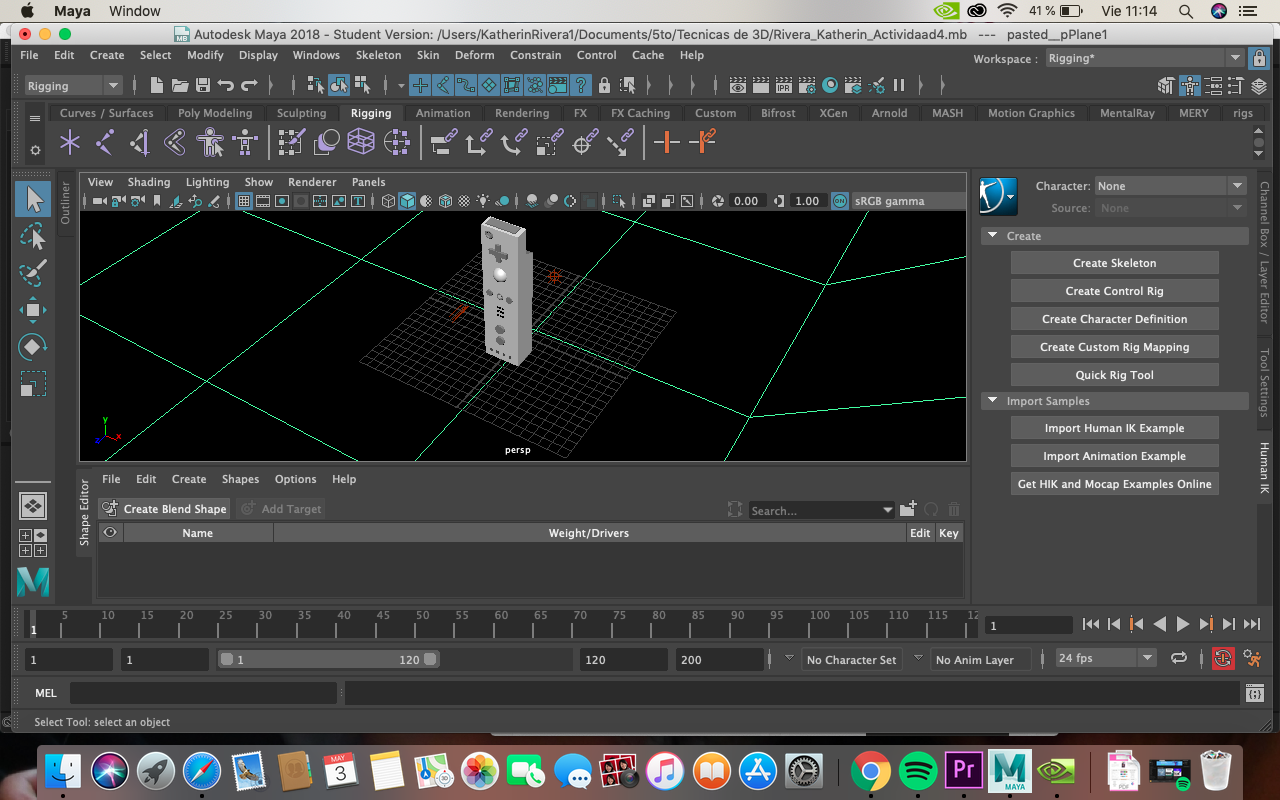 Maya Window 41 % Vie 11:14
Autodesk Maya 2018 - Student Version: /Users/KatherinRivera1/Documents/5to/Tecnicas de 3D/Rivera_Katherin_Actividaad4.mb --- pasted__pPlane1
File Edit Create Select Modify Display Windows Skeleton Skin Deform Constrain Control Cache Help Workspace : Rigging*
Rigging IPR
Curves / Surfaces Poly Modeling Sculpting Rigging Animation Rendering FX FX Caching Custom Bifrost XGen Arnold MASH Motion Graphics MentalRay MERY rigs
View Shading Lighting Show Renderer Panels
0.00 1.00 ON sRGB gamma
Outliner
persp
y
x
z
Character: None
Source: None
Create
Create Skeleton
Create Control Rig
Create Character Definition
Create Custom Rig Mapping
Quick Rig Tool
Import Samples
Import Human IK Example
Import Animation Example
Get HIK and Mocap Examples Online
Channel Box / Layer Editor
Tool Settings
Human IK
Shape Editor
File Edit Create Shapes Options Help
Create Blend Shape Add Target Search...
Name Weight/Drivers Edit Key
5 10 15 20 25 30 35 40 45 50 55 60 65 70 75 80 85 90 95 100 105 110 115 12
1 1
1 1 1 120 120 200 No Character Set No Anim Layer 24 fps
MEL
Select Tool: select an object
MAY
3
Pr
M
MAYA
PDF